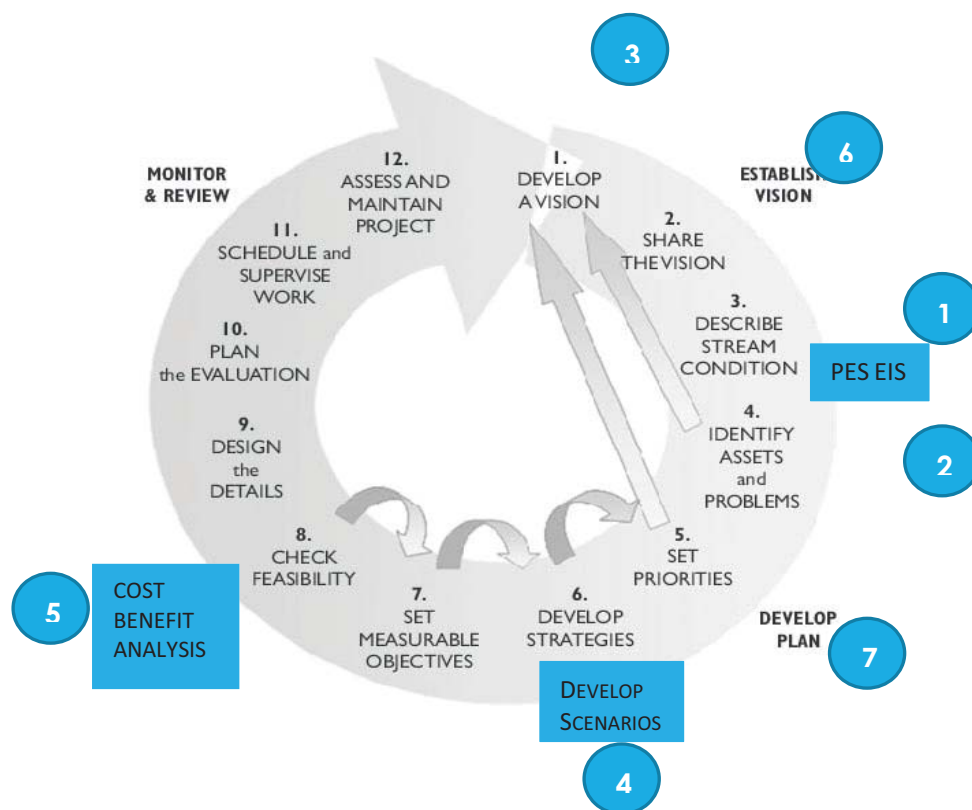 3
6
MONITOR
& REVIEW
12.
ASSESS AND
MAINTAIN
PROJECT
1.
DEVELOP
A VISION
ESTABLISH
VISION
2.
SHARE
THE VISION
11.
SCHEDULE and
SUPERVISE
WORK
3.
DESCRIBE
STREAM
CONDITION
1
PES EIS
10.
PLAN
the EVALUATION
4.
IDENTIFY
ASSETS
and
PROBLEMS
2
9.
DESIGN
the
DETAILS
8.
CHECK
FEASIBILITY
5.
SET
PRIORITIES
5
COST
BENEFIT
ANALYSIS
7.
SET
MEASURABLE
OBJECTIVES
6.
DEVELOP
STRATEGIES
DEVELOP
PLAN
7
DEVELOP
SCENARIOS
4